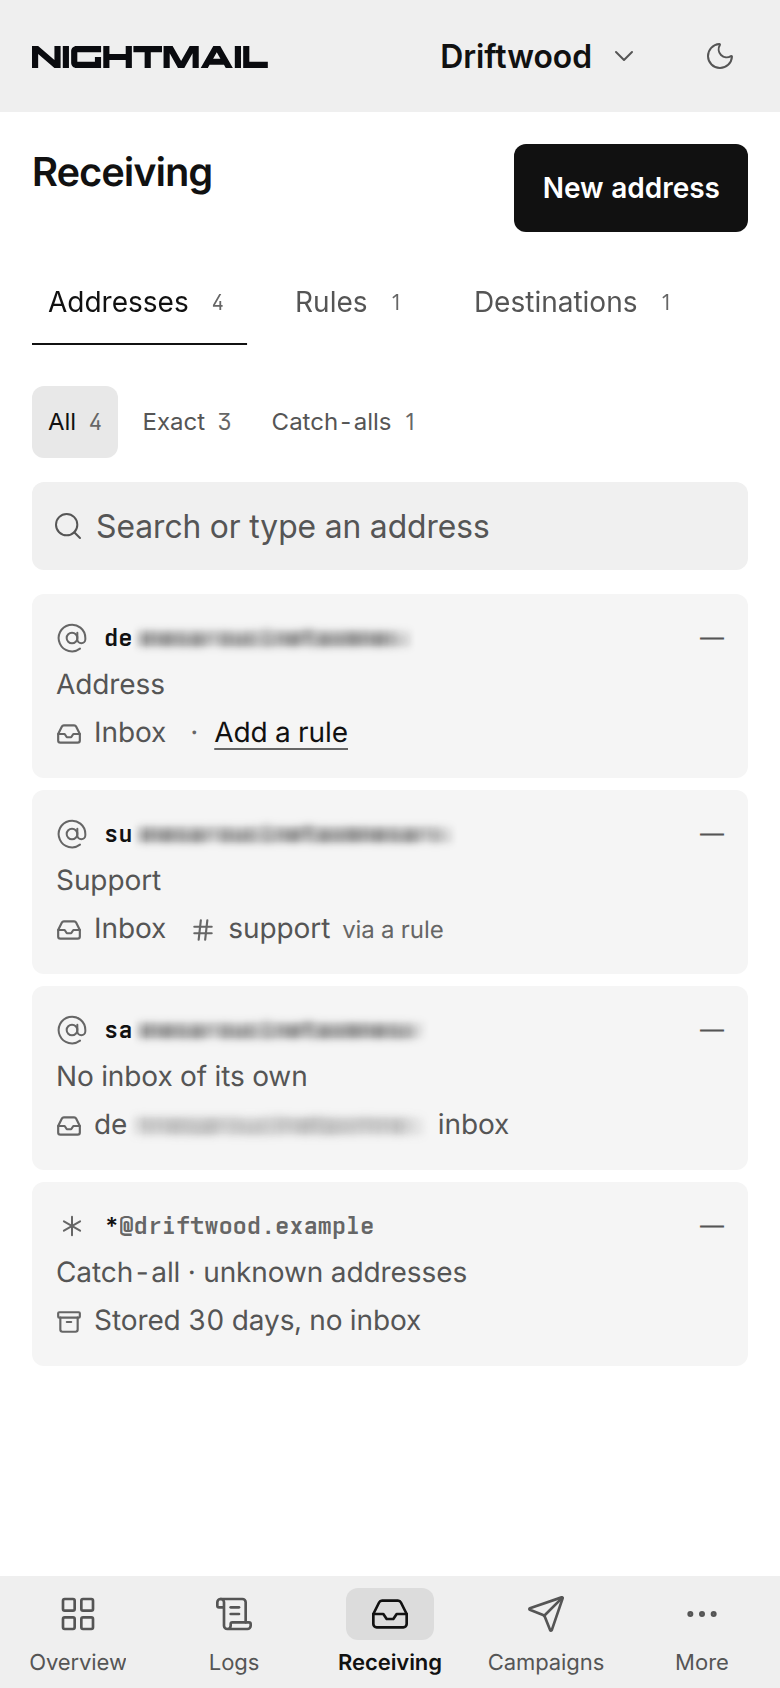 NIGHTMAIL
Driftwood
Receiving
New address
Addresses 4
Rules 1
Destinations 1
All 4
Exact 3
Catch-alls 1
Search or type an address
de
Address
Inbox · Add a rule
su
Support
Inbox # support via a rule
sa
No inbox of its own
de inbox
*@driftwood.example
Catch-all · unknown addresses
Stored 30 days, no inbox
Overview
Logs
Receiving
Campaigns
More